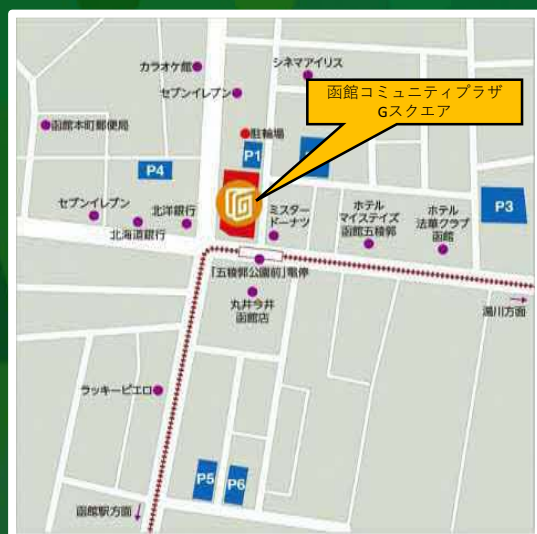 カラオケ館
シネマアイリス
セブンイレブン
函館コミュニティプラザ
Gスクエア
函館本町郵便局
駐輪場
P1
P4
P3
セブンイレブン
北洋銀行
北海道銀行
ミスター
ドーナツ
ホテル
マイステイズ
函館五稜郭
ホテル
法華クラブ
函館
「五稜郭公園前」電停
丸井今井
函館店
湯川方面
ラッキーピエロ
P5
P6
函館駅方面